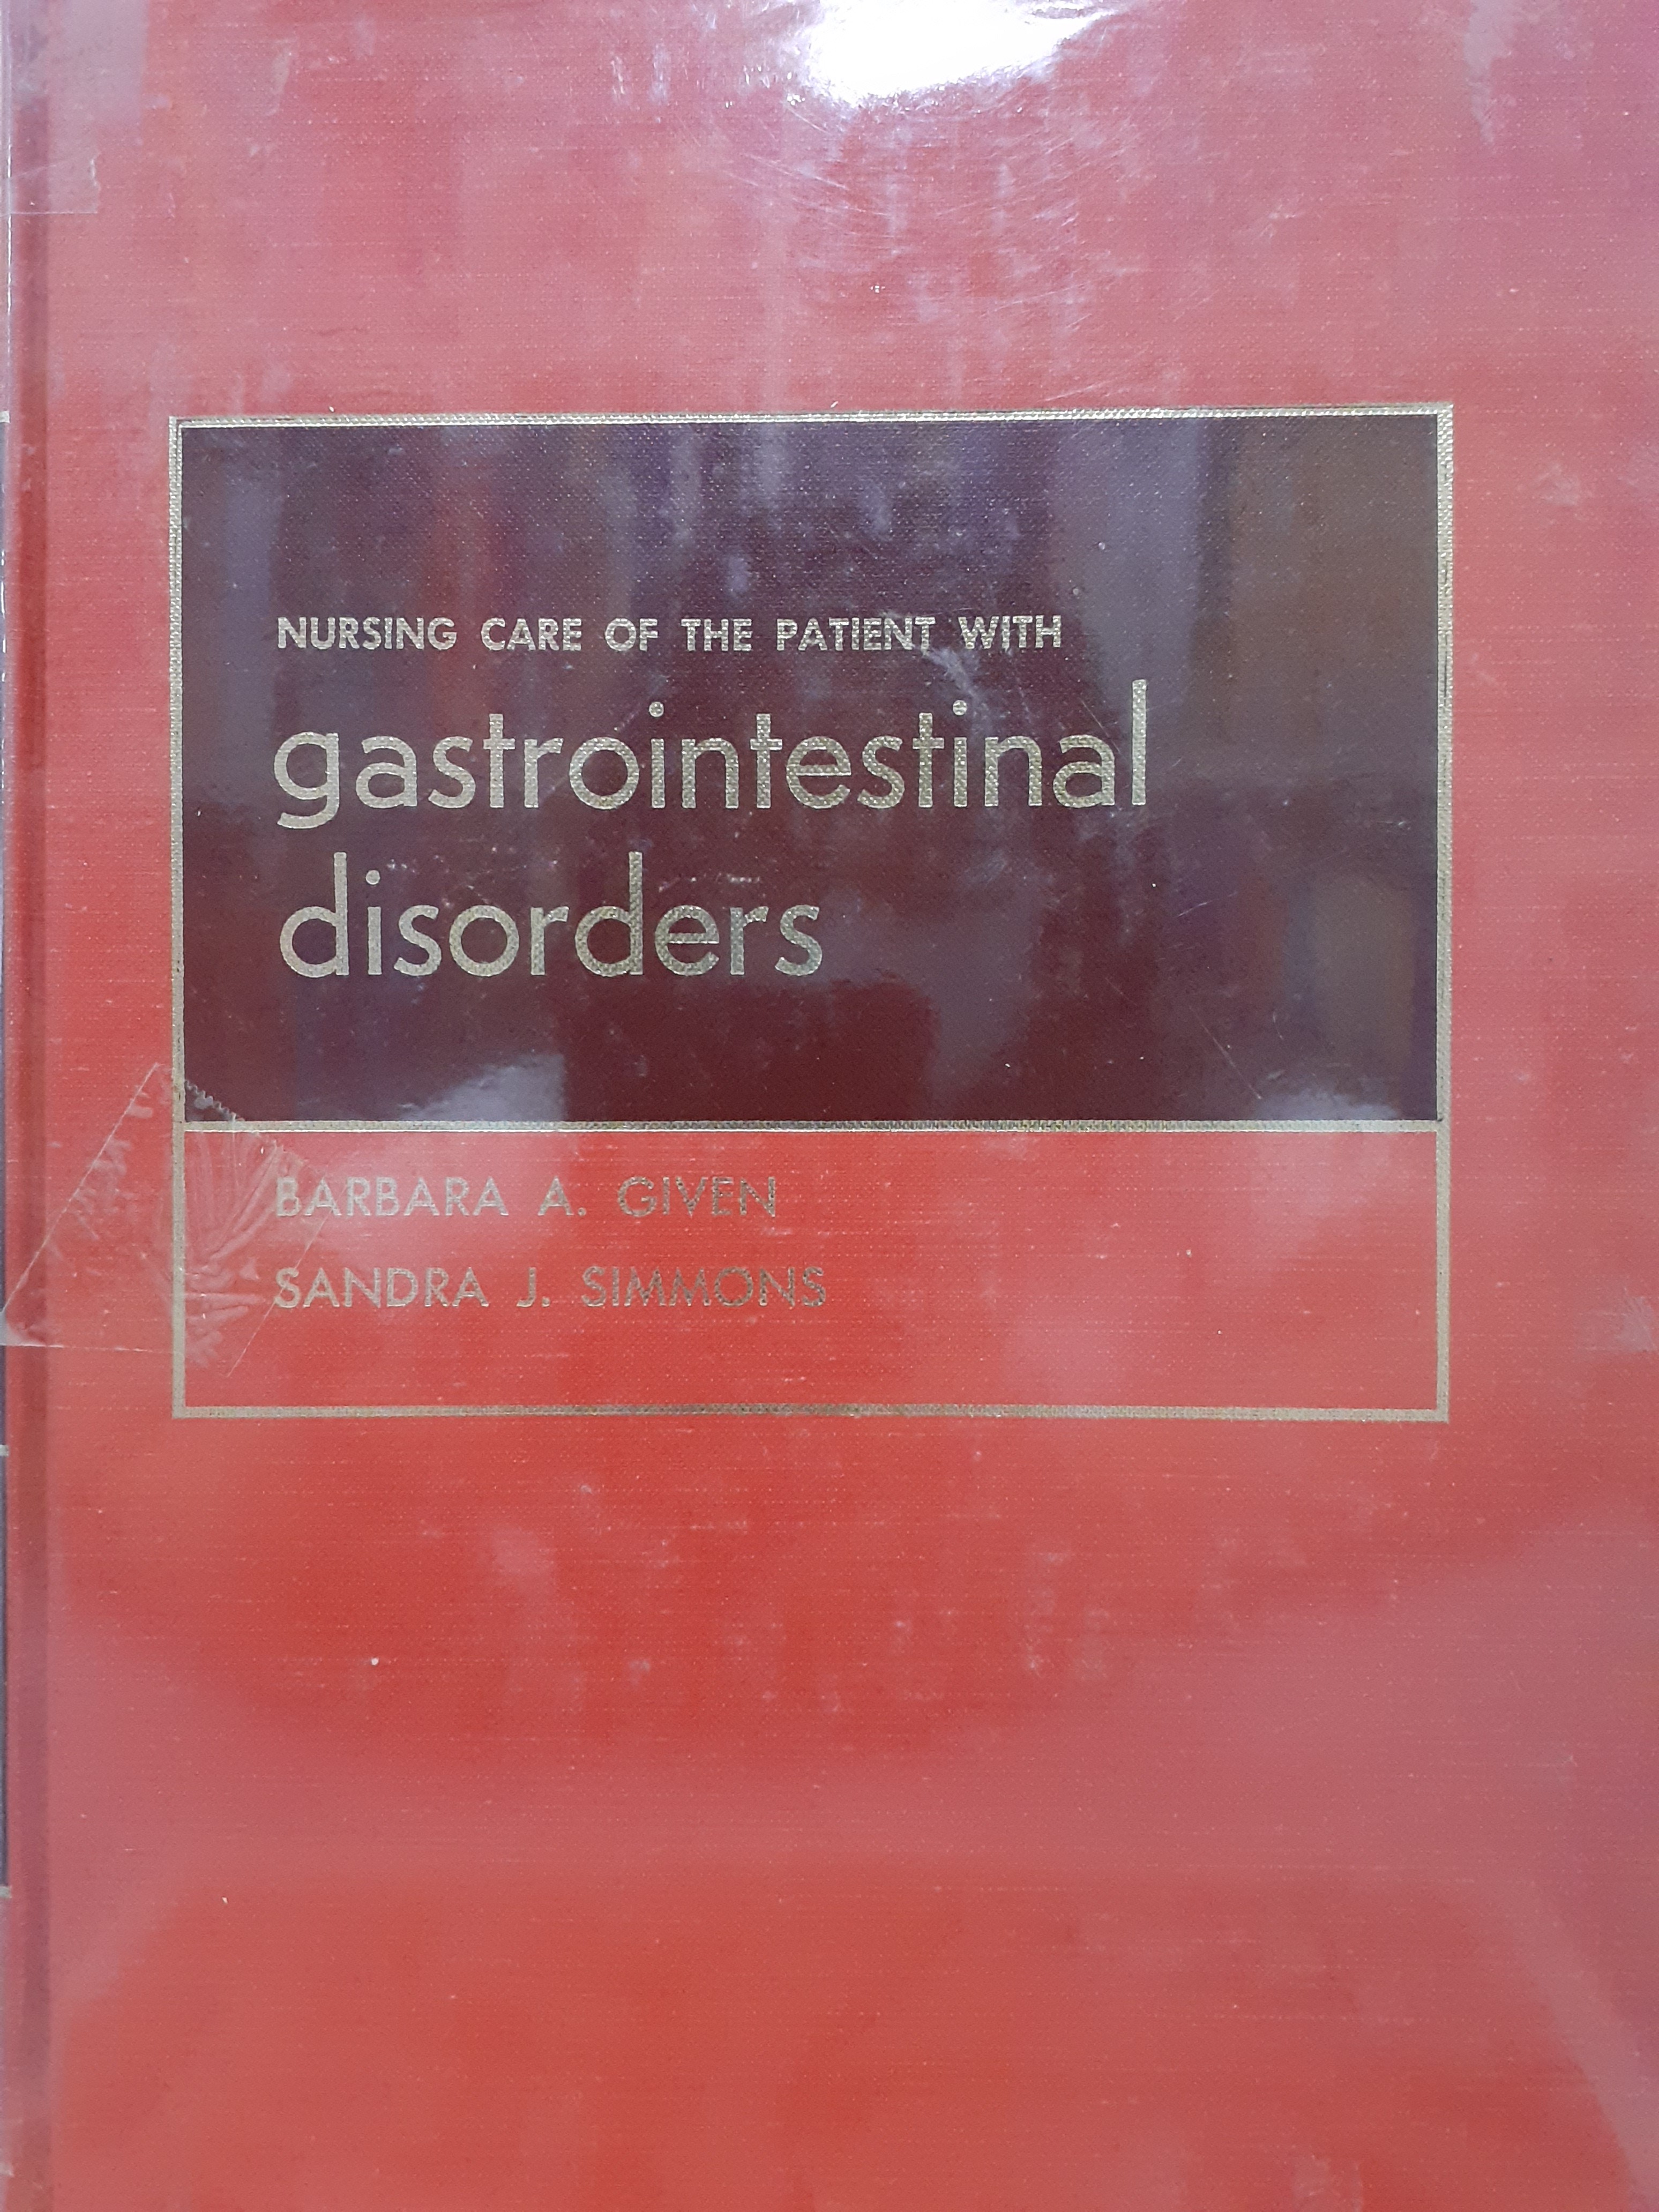 NURSING CARE OF THE PATIENT WITH
gastrointestinal
disorders
BARBARA A. GIVEN
SANDRA J. SIMMONS